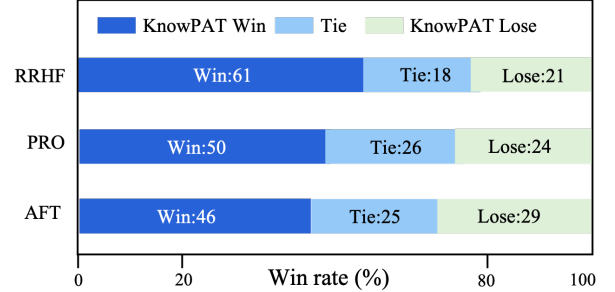 KnowPAT Win Tie KnowPAT Lose
RRHF Win:61 Tie:18 Lose:21
PRO Win:50 Tie:26 Lose:24
AFT Win:46 Tie:25 Lose:29
0 20 80 100
Win rate (%)